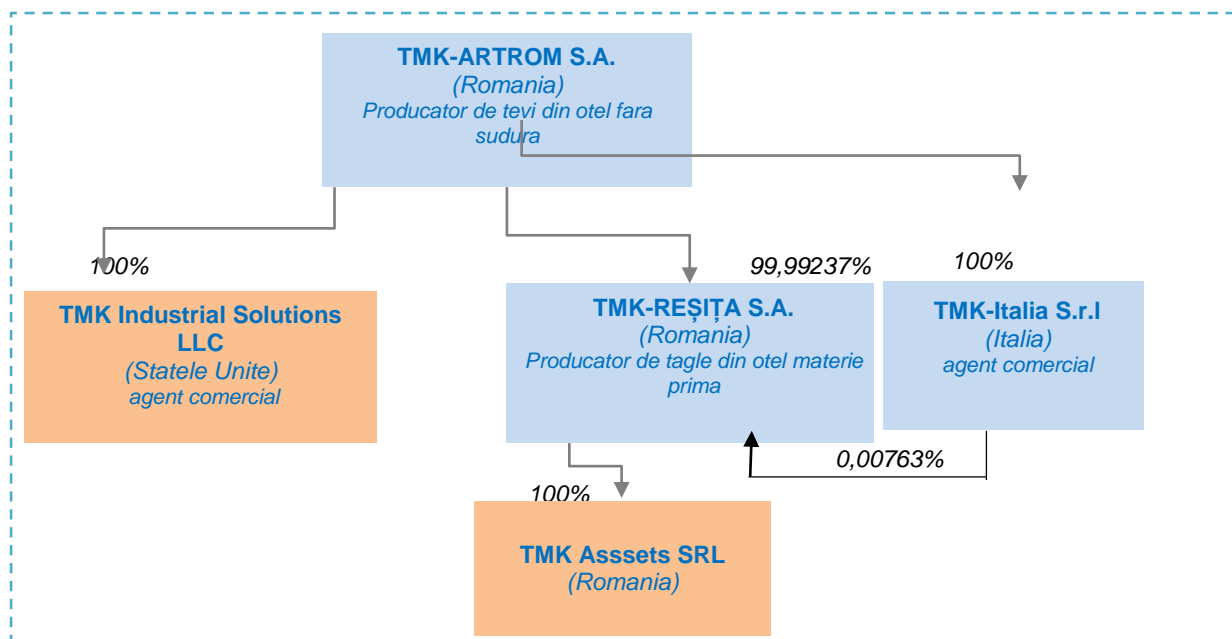 TMK-ARTROM S.A.
(Romania)
Producator de tevi din otel fara
sudura
100%
99,99237%
100%
TMK Industrial Solutions
LLC
(Statele Unite)
agent comercial
TMK-REȘIȚA S.A.
(Romania)
Producator de tagle din otel materie
prima
TMK-Italia S.r.l
(Italia)
agent comercial
0,00763%
100%
TMK Asssets SRL
(Romania)